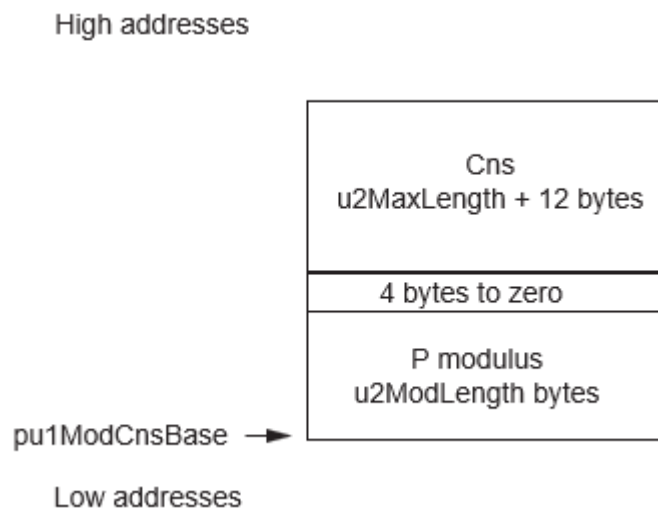 High addresses
Cns
u2MaxLength + 12 bytes
4 bytes to zero
P modulus
u2ModLength bytes
pu1ModCnsBase
Low addresses